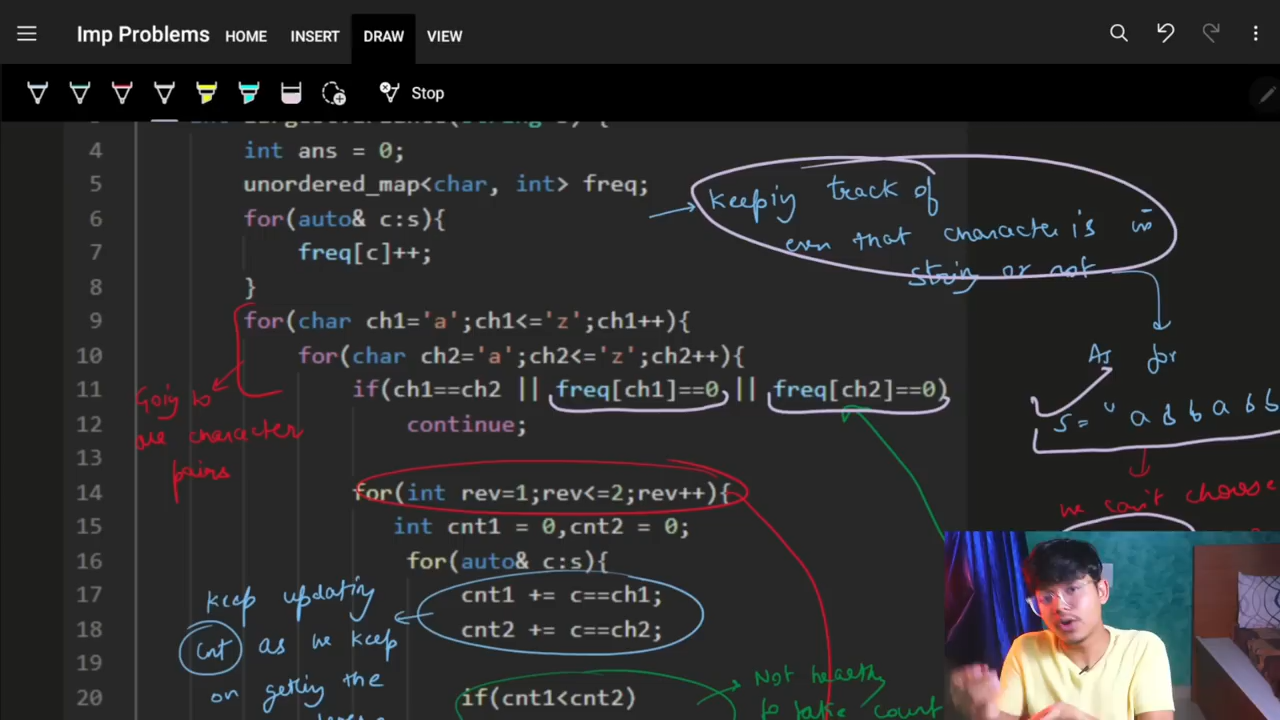 Imp Problems HOME INSERT DRAW VIEW
Stop
4 int ans = 0;
5 unordered_map<char, int> freq;
6 for(auto& c:s){
7 freq[c]++;
8 }
9 for(char ch1='a';ch1<='z';ch1++){
10 for(char ch2='a';ch2<='z';ch2++){
11 if(ch1==ch2 || freq[ch1]==0 || freq[ch2]==0)
12 continue;
13
14 for(int rev=1;rev<=2;rev++){
15 int cnt1 = 0,cnt2 = 0;
16 for(auto& c:s){
17 cnt1 += c==ch1;
18 cnt2 += c==ch2;
19
20 if(cnt1<cnt2)
keepiy track of
even that character is in
string or not
As for
s= " a b b a b b
we can't choose
Goiy to
use character
pairs
keep updating
cnt as we keep
on getting the
Not healthy
to take count